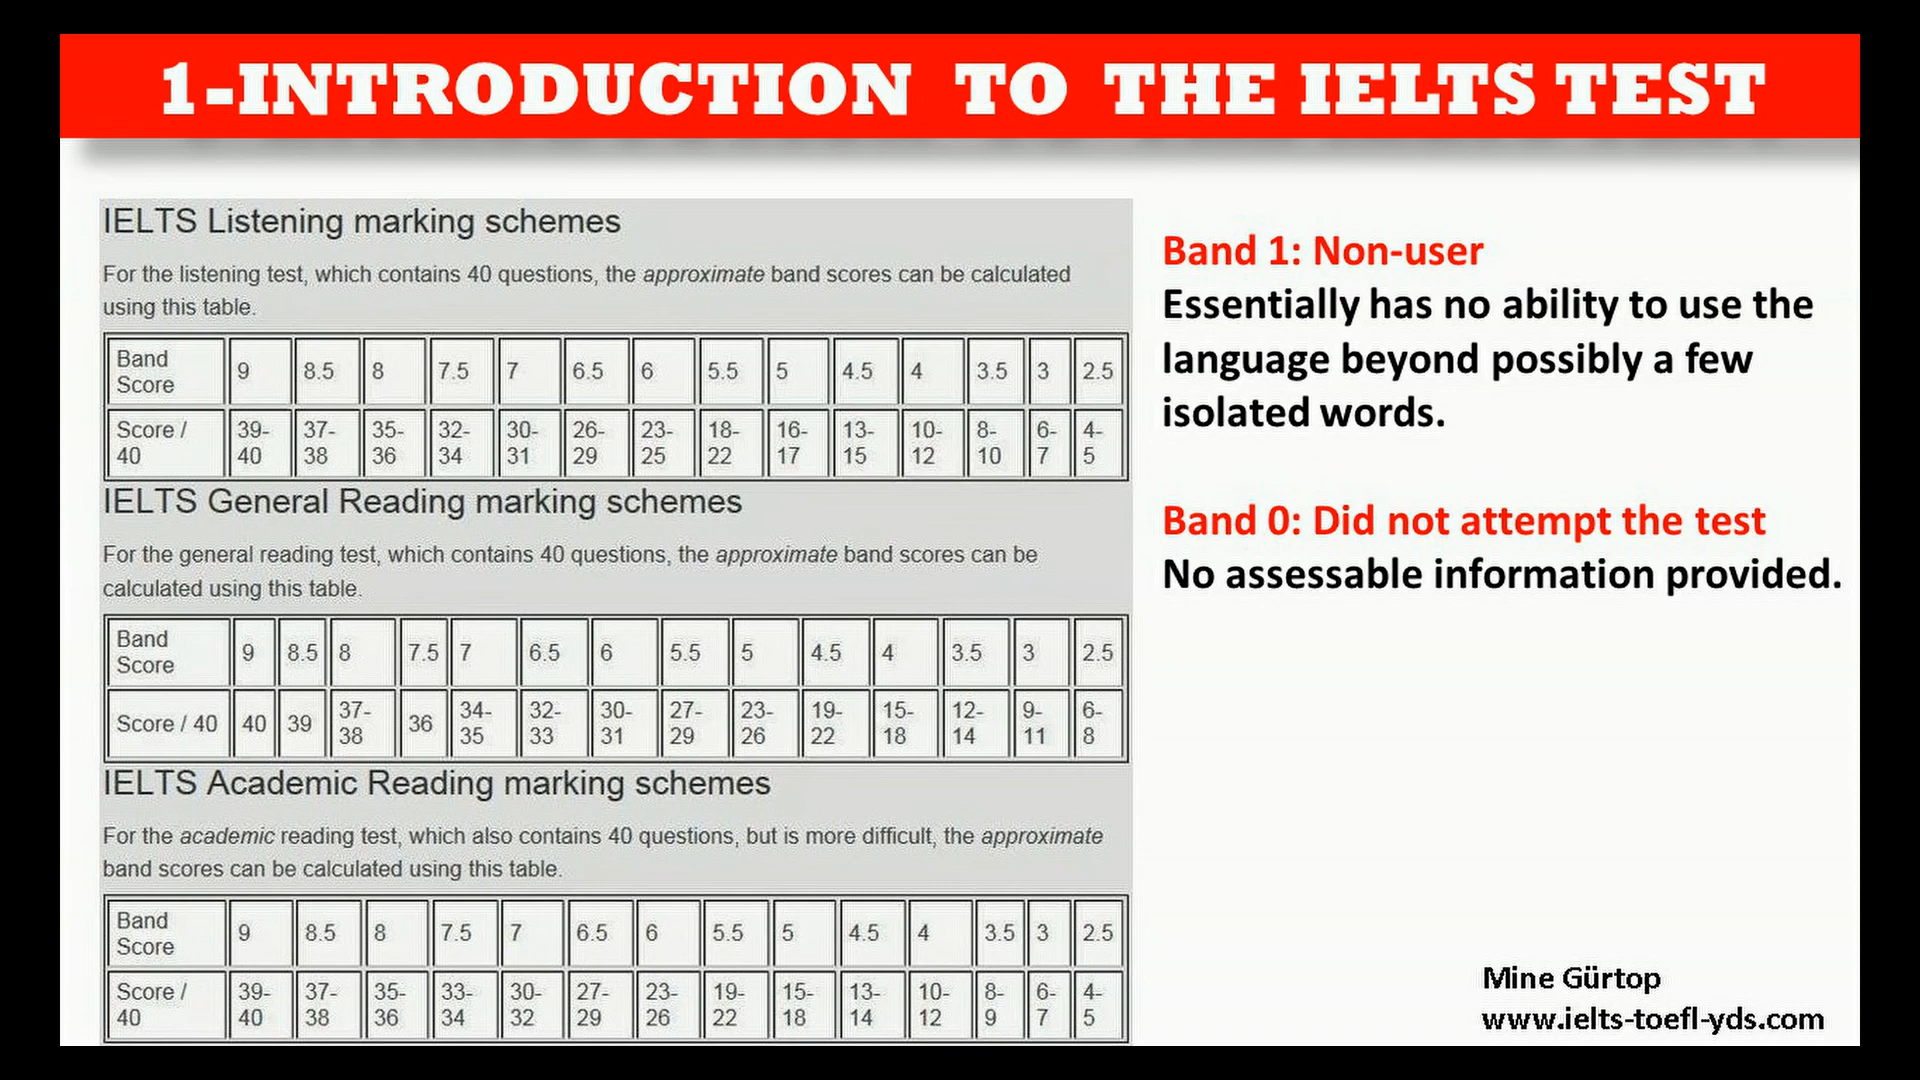 1-INTRODUCTION TO THE IELTS TEST
IELTS Listening marking schemes
For the listening test, which contains 40 questions, the approximate band scores can be calculated
using this table.
Band Score 9 8.5 8 7.5 7 6.5 6 5.5 5 4.5 4 3.5 3 2.5
Score / 40 39-40 37-38 35-36 32-34 30-31 26-29 23-25 18-22 16-17 13-15 10-12 8-10 6-7 4-5
IELTS General Reading marking schemes
For the general reading test, which contains 40 questions, the approximate band scores can be
calculated using this table.
Band Score 9 8.5 8 7.5 7 6.5 6 5.5 5 4.5 4 3.5 3 2.5
Score / 40 40 39 37-38 36 34-35 32-33 30-31 27-29 23-26 19-22 15-18 12-14 9-11 6-8
IELTS Academic Reading marking schemes
For the academic reading test, which also contains 40 questions, but is more difficult, the approximate
band scores can be calculated using this table.
Band Score 9 8.5 8 7.5 7 6.5 6 5.5 5 4.5 4 3.5 3 2.5
Score / 40 39-40 37-38 35-36 33-34 30-32 27-29 23-26 19-22 15-18 13-14 10-12 8-9 6-7 4-5
Band 1: Non-user
Essentially has no ability to use the
language beyond possibly a few
isolated words.
Band 0: Did not attempt the test
No assessable information provided.
Mine Gürtop
www.ielts-toefl-yds.com